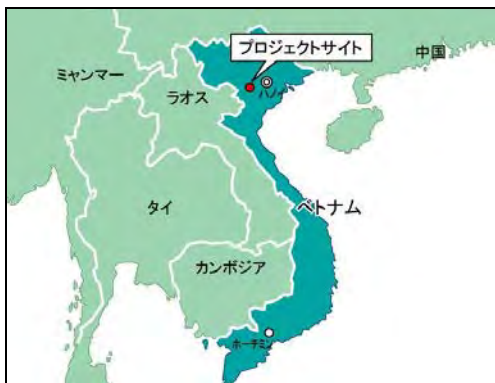 プロジェクトサイト
中国
ミャンマー
ハノイ
ラオス
タイ
ベトナム
カンボジア
ホーチミン